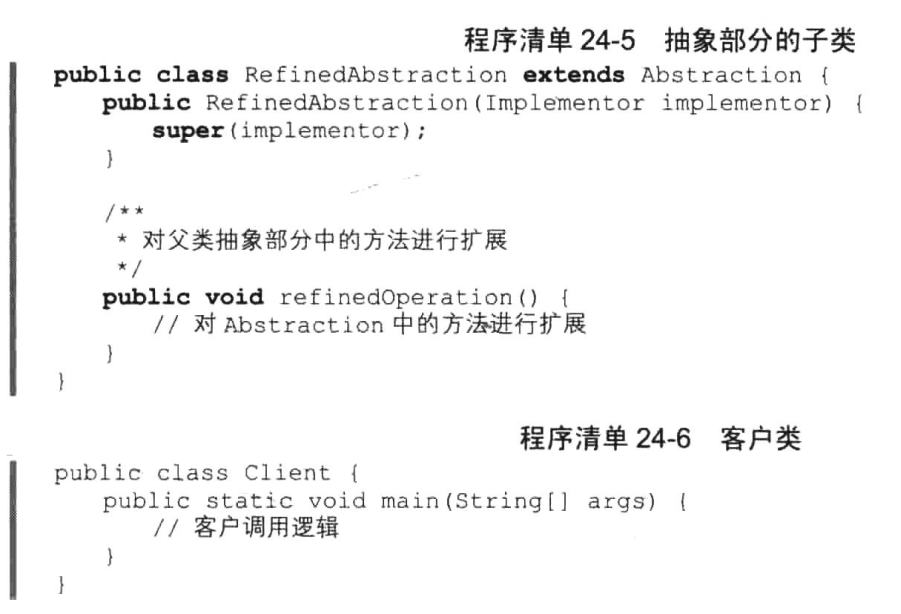 程序清单 24-5 抽象部分的子类
public class RefinedAbstraction extends Abstraction {
public RefinedAbstraction(Implementor implementor) {
super(implementor);
}
/**
* 对父类抽象部分中的方法进行扩展
*/
public void refinedOperation() {
// 对 Abstraction 中的方法进行扩展
}
}
程序清单 24-6 客户类
public class Client {
public static void main(String[] args) {
// 客户调用逻辑
}
}